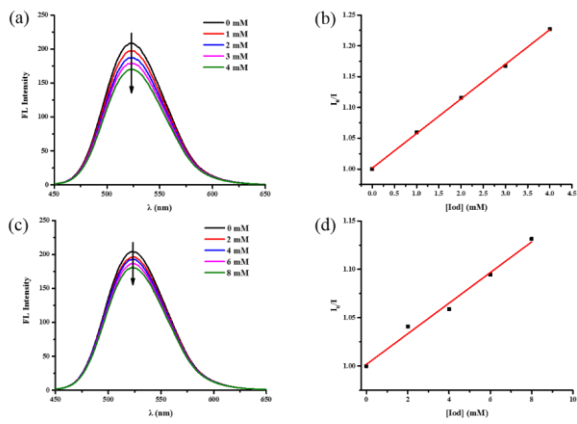 (a)
0 mM
1 mM
2 mM
3 mM
4 mM
250
200
150
100
50
0
FL Intensity
450
500
550
600
650
λ (nm)
(b)
1.25
1.20
1.15
1.10
1.05
1.00
I₀/I
0.0
0.5
1.0
1.5
2.0
2.5
3.0
3.5
4.0
4.5
[Iod] (mM)
(c)
0 mM
2 mM
4 mM
6 mM
8 mM
250
200
150
100
50
0
FL Intensity
450
500
550
600
650
λ (nm)
(d)
1.15
1.10
1.05
1.00
I₀/I
0
2
4
6
8
10
[Iod] (mM)